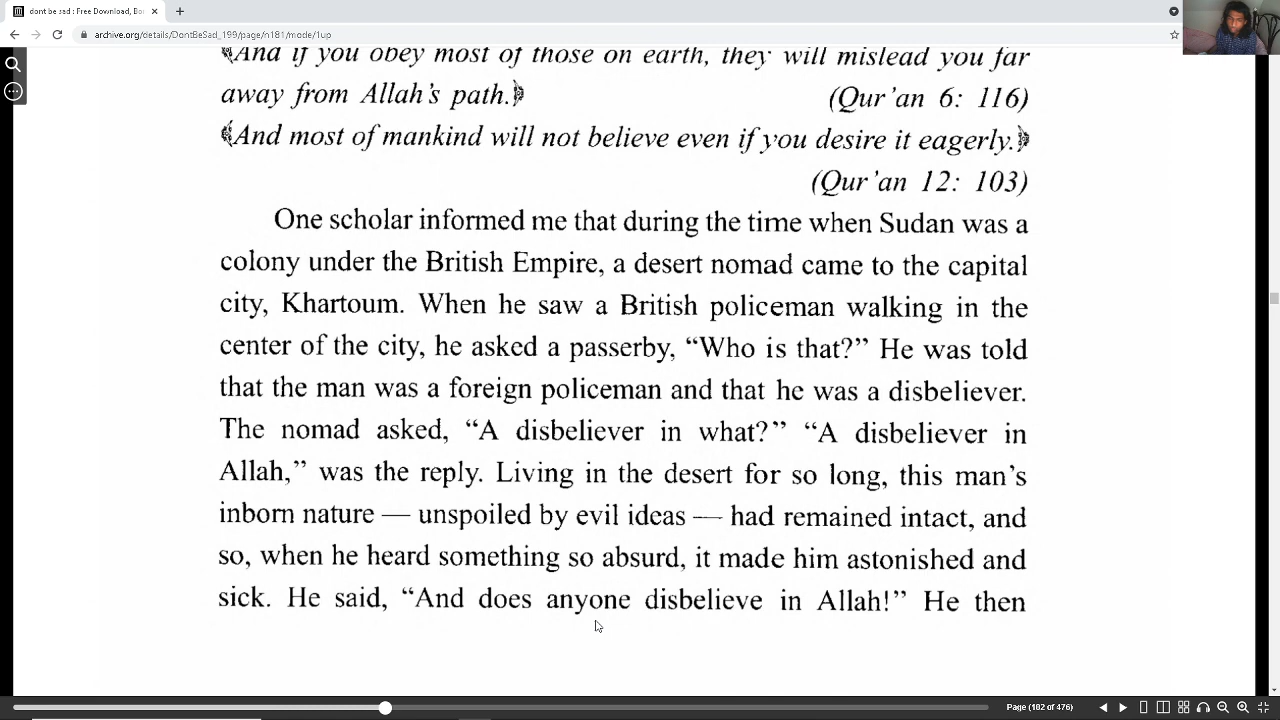 dont be sad : Free Download, Bo
archive.org/details/DontBeSad_199/page/n181/mode/1up
And if you obey most of those on earth, they will mislead you far
away from Allah's path. (Qur'an 6: 116)
And most of mankind will not believe even if you desire it eagerly.
(Qur'an 12: 103)
One scholar informed me that during the time when Sudan was a
colony under the British Empire, a desert nomad came to the capital
city, Khartoum. When he saw a British policeman walking in the
center of the city, he asked a passerby, “Who is that?” He was told
that the man was a foreign policeman and that he was a disbeliever.
The nomad asked, “A disbeliever in what?” “A disbeliever in
Allah,” was the reply. Living in the desert for so long, this man's
inborn nature — unspoiled by evil ideas — had remained intact, and
so, when he heard something so absurd, it made him astonished and
sick. He said, “And does anyone disbelieve in Allah!” He then
Page (182 of 476)